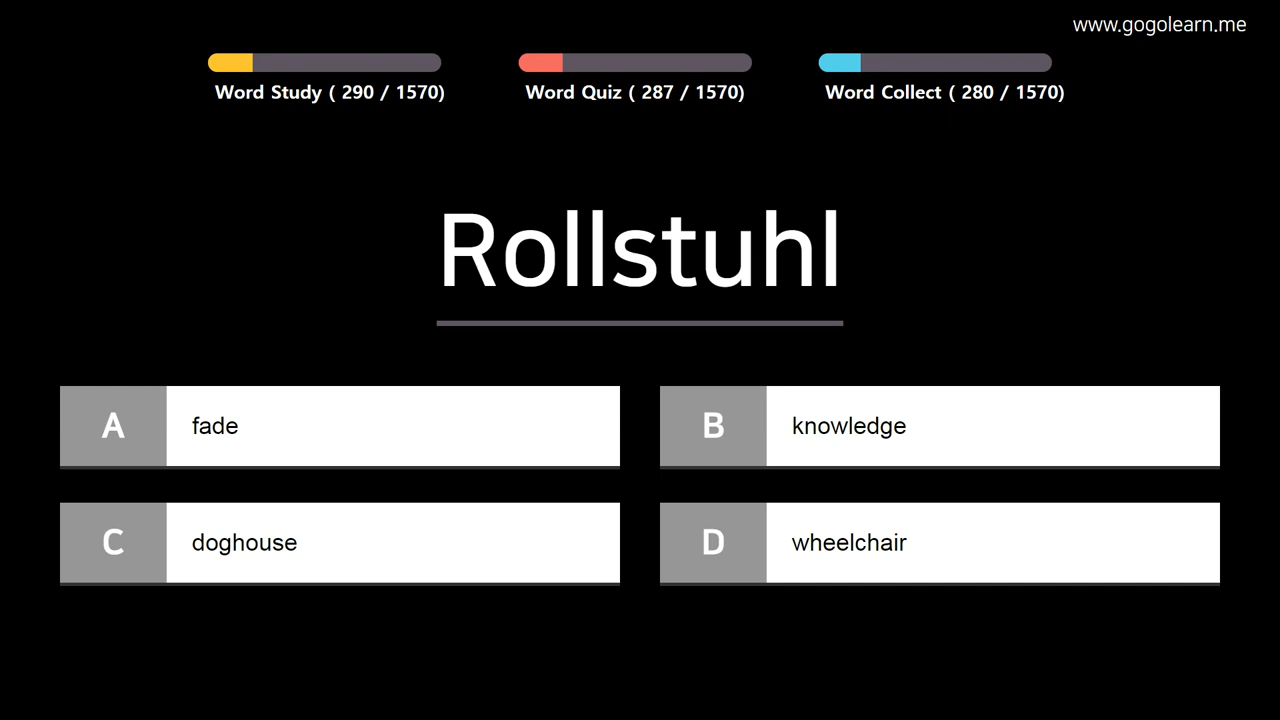 www.gogolearn.me
Word Study ( 290 / 1570)
Word Quiz ( 287 / 1570)
Word Collect ( 280 / 1570)
Rollstuhl
A fade
B knowledge
C doghouse
D wheelchair